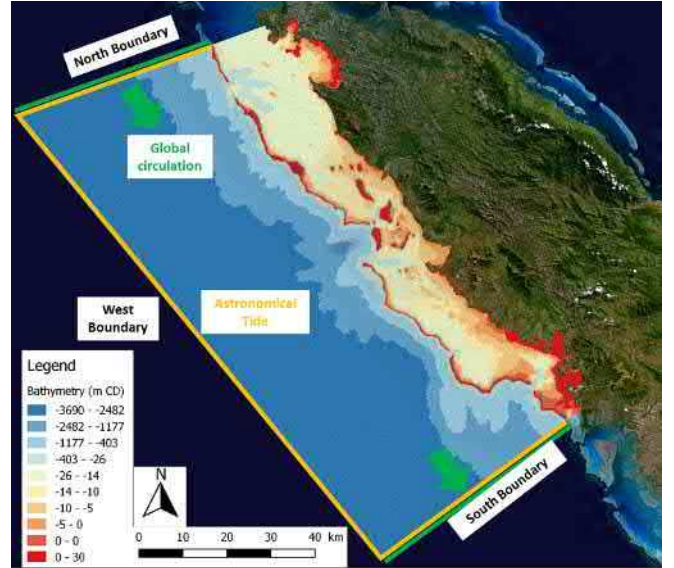 North Boundary
Global
circulation
West
Boundary
Astronomical
Tide
South Boundary
Legend
Bathymetry (m CD)
-3690 - -2482
-2482 - -1177
-1177 - -403
-403 - -26
-26 - -14
-14 - -10
-10 - -5
-5 - 0
0 - 0
0 - 30
N
0 10 20 30 40 km